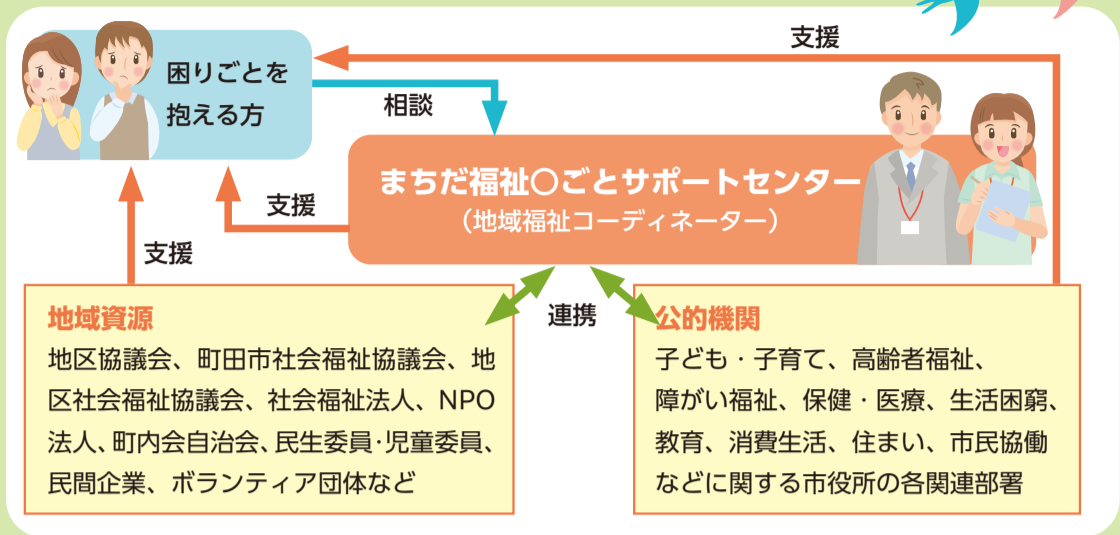 支援
困りごとを
抱える方
相談
まちだ福祉〇ごとサポートセンター
（地域福祉コーディネーター）
支援
支援
連携
地域資源
地区協議会、町田市社会福祉協議会、地
区社会福祉協議会、社会福祉法人、NPO
法人、町内会自治会、民生委員・児童委員、
民間企業、ボランティア団体など
公的機関
子ども・子育て、高齢者福祉、
障がい福祉、保健・医療、生活困窮、
教育、消費生活、住まい、市民協働
などに関する市役所の各関連部署